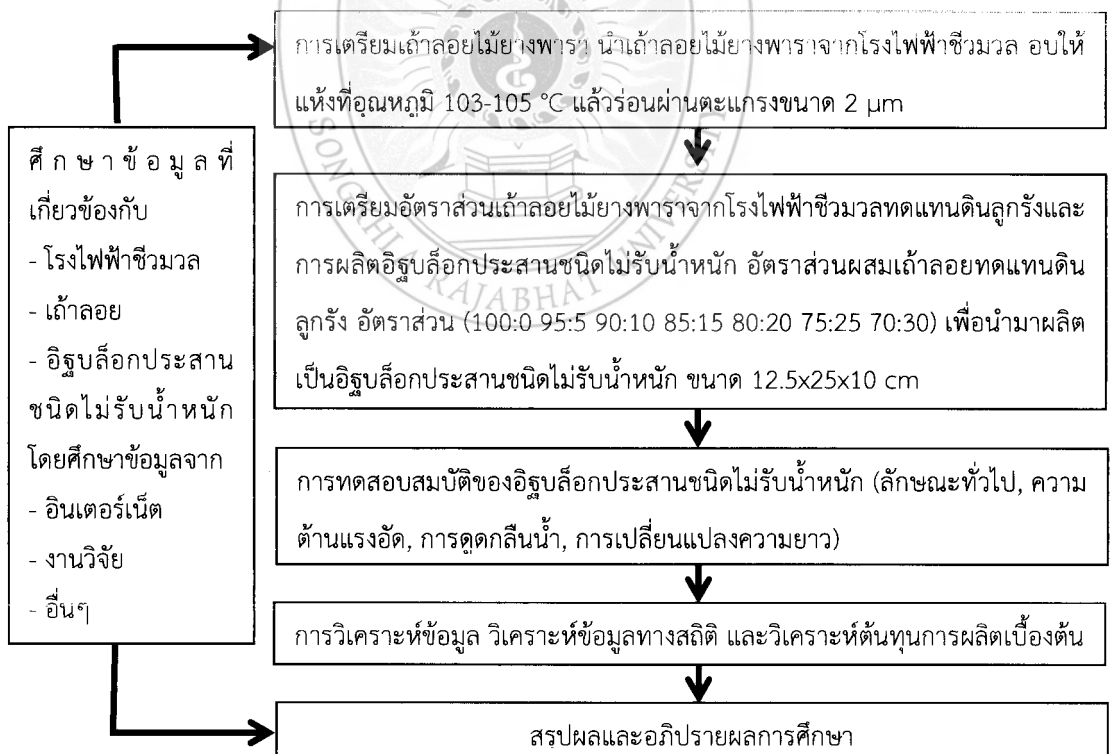 ศึกษาข้อมูลที่
เกี่ยวข้องกับ
- โรงไฟฟ้าชีวมวล
- เถ้าลอย
- อิฐบล็อกประสาน
ชนิดไม่รับน้ำหนัก
โดยศึกษาข้อมูลจาก
- อินเตอร์เน็ต
- งานวิจัย
- อื่นๆ
การเตรียมเถ้าลอยไม้ยางพารา นำเถ้าลอยไม้ยางพาราจากโรงไฟฟ้าชีวมวล อบให้
แห้งที่อุณหภูมิ 103-105 °C แล้วร่อนผ่านตะแกรงขนาด 2 µm
การเตรียมอัตราส่วนเถ้าลอยไม้ยางพาราจากโรงไฟฟ้าชีวมวลทดแทนดินลูกรังและ
การผลิตอิฐบล็อกประสานชนิดไม่รับน้ำหนัก อัตราส่วนผสมเถ้าลอยทดแทนดิน
ลูกรัง อัตราส่วน (100:0 95:5 90:10 85:15 80:20 75:25 70:30) เพื่อนำมาผลิต
เป็นอิฐบล็อกประสานชนิดไม่รับน้ำหนัก ขนาด 12.5x25x10 cm
การทดสอบสมบัติของอิฐบล็อกประสานชนิดไม่รับน้ำหนัก (ลักษณะทั่วไป, ความ
ต้านแรงอัด, การดูดกลืนน้ำ, การเปลี่ยนแปลงความยาว)
การวิเคราะห์ข้อมูล วิเคราะห์ข้อมูลทางสถิติ และวิเคราะห์ต้นทุนการผลิตเบื้องต้น
สรุปผลและอภิปรายผลการศึกษา
SONGKHLA RAJABHAT UNIVERSITY